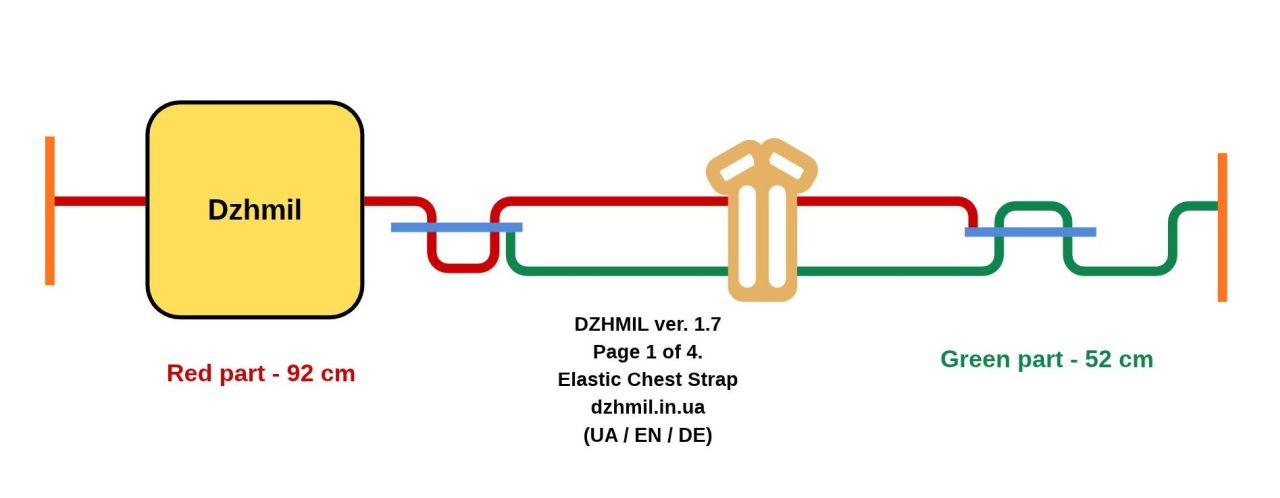 Dzhmil
Red part - 92 cm
DZHMIL ver. 1.7
Page 1 of 4.
Elastic Chest Strap
dzhmil.in.ua
(UA / EN / DE)
Green part - 52 cm